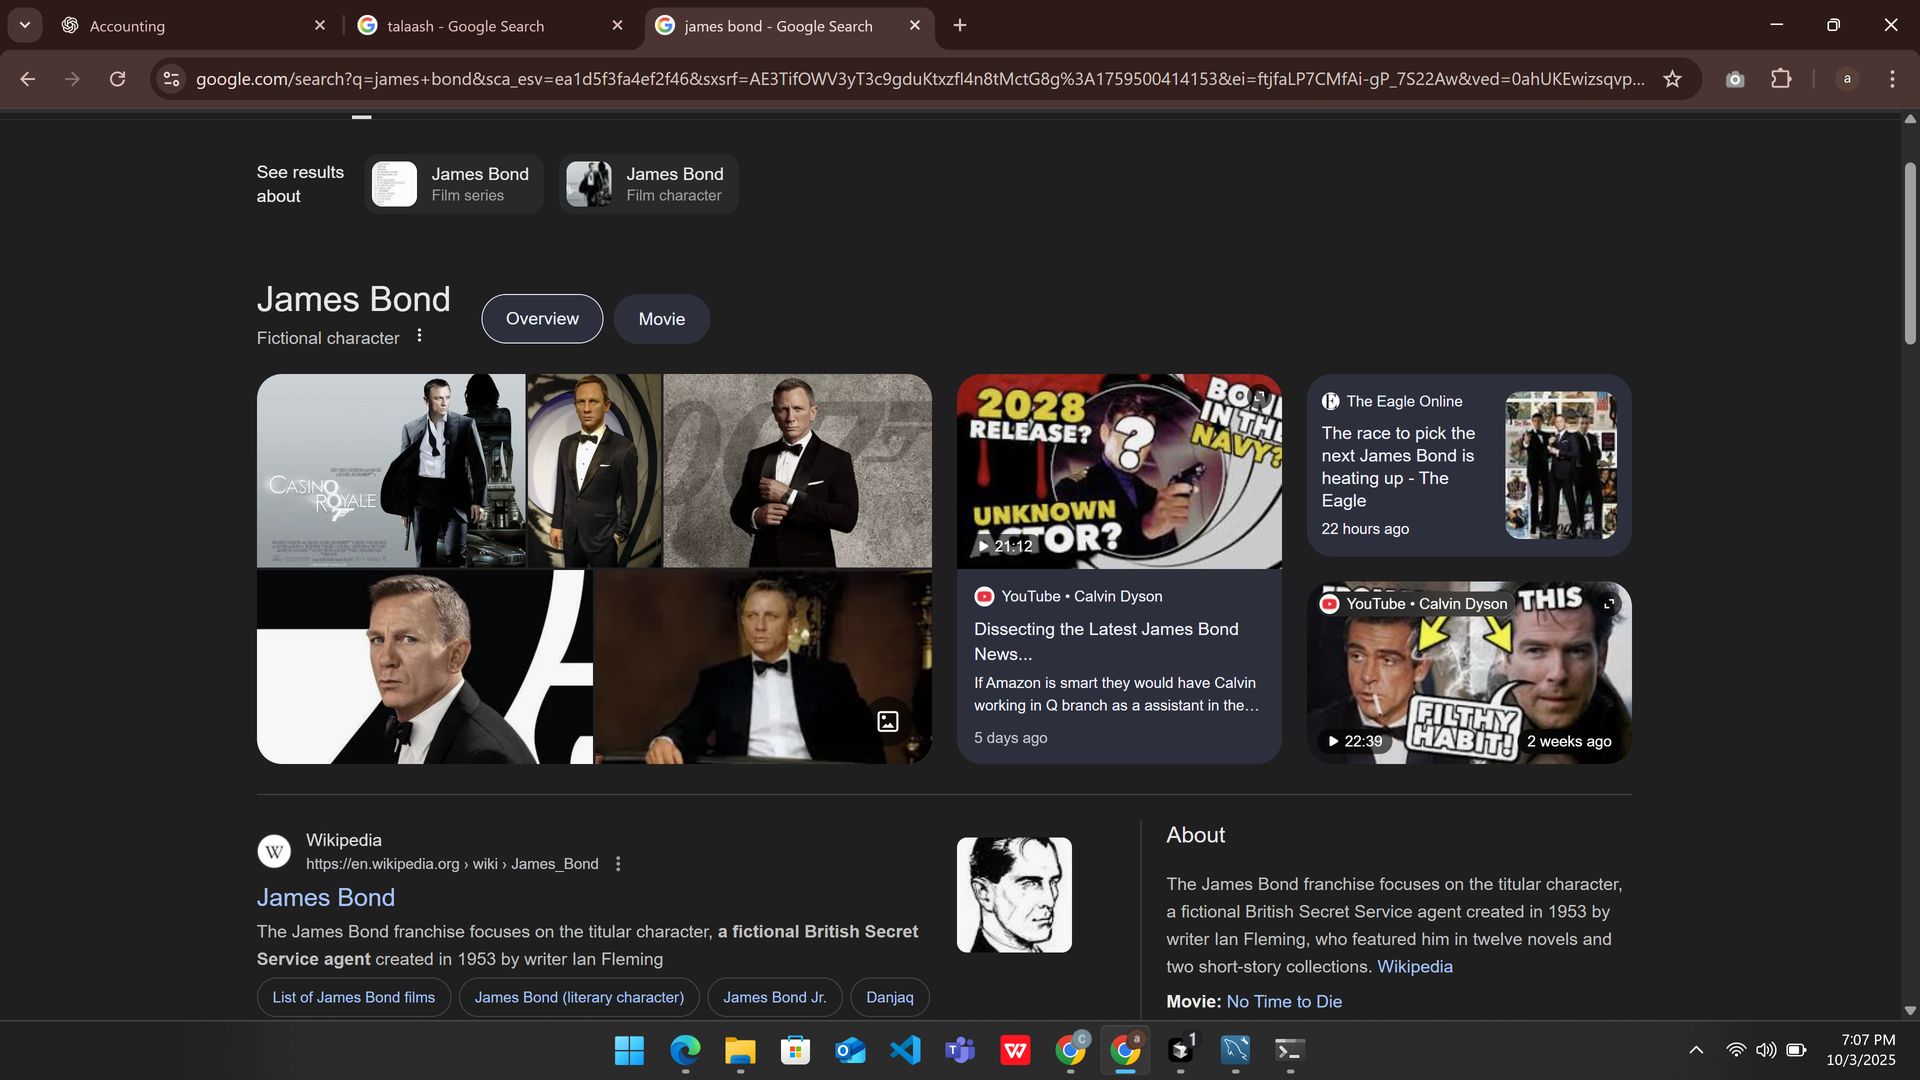 Accounting
talaash - Google Search
james bond - Google Search
google.com/search?q=james+bond&sca_esv=ea1d5f3fa4ef2f46&sxsrf=AE3TifOWV3yT3c9gduKtxzfI4n8tMctG8g%3A1759500414153&ei=ftjfaLP7CMfAi-gP_7S22Aw&ved=0ahUKEwizsqvp...
a
See results
about
James Bond
Film series
James Bond
Film character
James Bond
Fictional character
Overview
Movie
CASINO
ROYALE
007
2028
RELEASE?
IN THE
NAVY?
?
UNKNOWN
21:12
YouTube • Calvin Dyson
Dissecting the Latest James Bond
News...
If Amazon is smart they would have Calvin
working in Q branch as a assistant in the...
5 days ago
The Eagle Online
The race to pick the
next James Bond is
heating up - The
Eagle
22 hours ago
YouTube • Calvin Dyson
THIS
FILTHY
HABIT!
22:39
2 weeks ago
W
Wikipedia
https://en.wikipedia.org › wiki › James_Bond
James Bond
The James Bond franchise focuses on the titular character, a fictional British Secret
Service agent created in 1953 by writer Ian Fleming
List of James Bond films
James Bond (literary character)
James Bond Jr.
Danjaq
About
The James Bond franchise focuses on the titular character,
a fictional British Secret Service agent created in 1953 by
writer Ian Fleming, who featured him in twelve novels and
two short-story collections. Wikipedia
Movie: No Time to Die
C
a
1
7:07 PM
10/3/2025